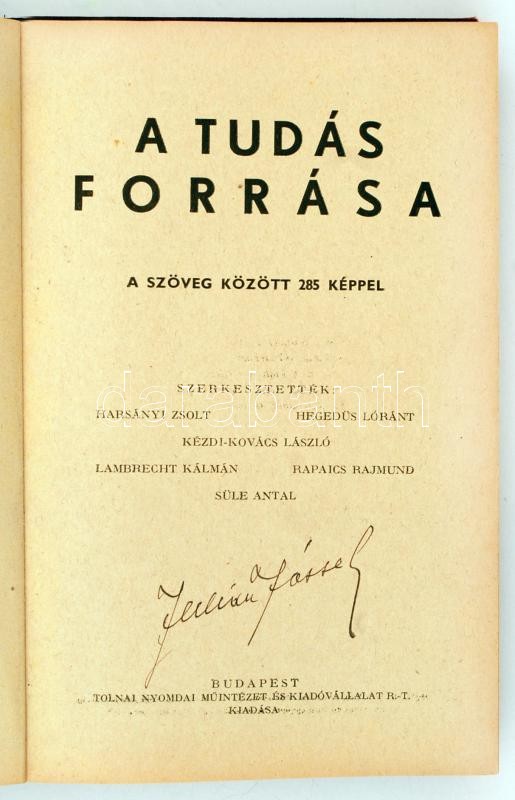 A TUDÁS
FORRÁSA
A SZÖVEG KÖZÖTT 285 KÉPPEL
SZERKESZTETTÉK:
HARSÁNYI ZSOLT HEGEDÜS LÓRÁNT
KÉZDI-KOVÁCS LÁSZLÓ
LAMBRECHT KÁLMÁN RAPAICS RAJMUND
SÜLE ANTAL
darabanth
BUDAPEST
TOLNAI NYOMDAI MŰINTÉZET ÉS KIADÓVÁLLALAT R.-T.
KIADÁSA